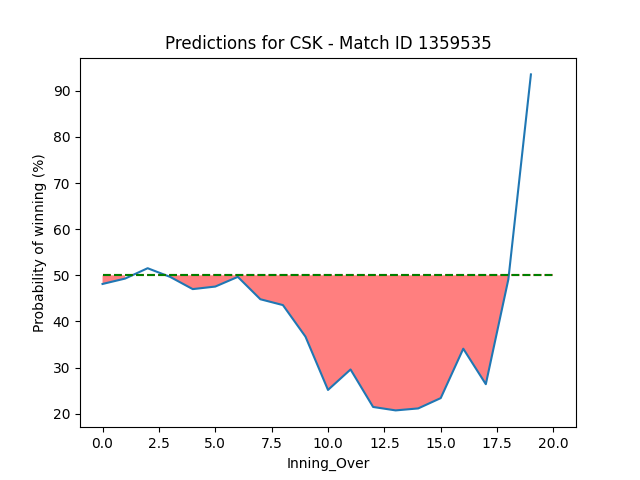 Predictions for CSK - Match ID 1359535
Probability of winning (%)
90
80
70
60
50
40
30
20
0.0 2.5 5.0 7.5 10.0 12.5 15.0 17.5 20.0
Inning_Over